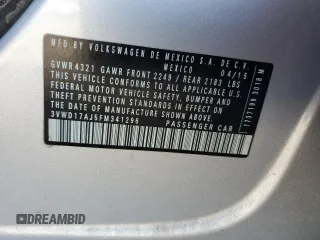 MFD BY VOLKSWAGEN DE MEXICO S.A. DE C.V.
MEXICO 04/15
GVWR 4321 GAWR FRONT 2249 / REAR 2183 LBS
THIS VEHICLE CONFORMS TO ALL APPLICABLE U.S.
FEDERAL MOTOR VEHICLE SAFETY, BUMPER AND
THEFT PREVENTION STANDARDS IN EFFECT ON
THE DATE OF MANUFACTURE SHOWN ABOVE.
3VWD17AJ5FM341296
PASSENGER CAR
DREAMBID